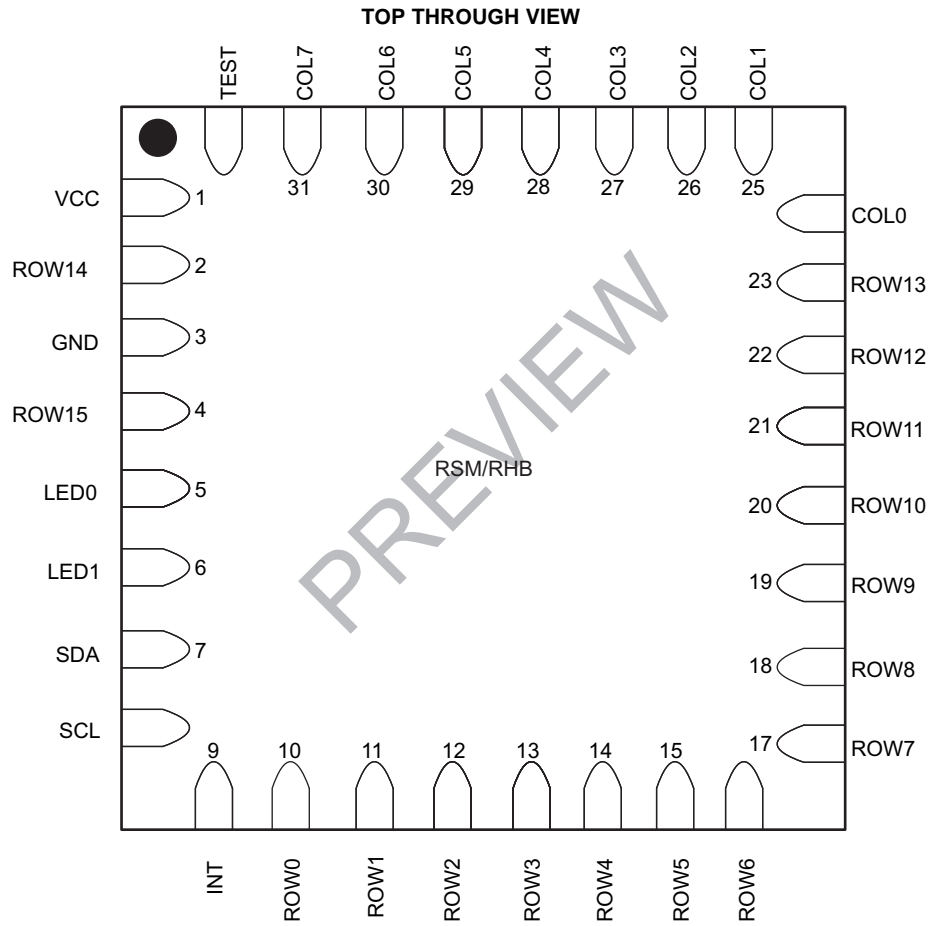 TOP THROUGH VIEW
TEST
COL7
COL6
COL5
COL4
COL3
COL2
COL1
31
30
29
28
27
26
25
VCC
1
ROW14
2
GND
3
ROW15
4
LED0
5
LED1
6
SDA
7
SCL
COL0
23
ROW13
22
ROW12
21
ROW11
20
ROW10
19
ROW9
18
ROW8
17
ROW7
RSM/RHB
PREVIEW
9
10
11
12
13
14
15
INT
ROW0
ROW1
ROW2
ROW3
ROW4
ROW5
ROW6